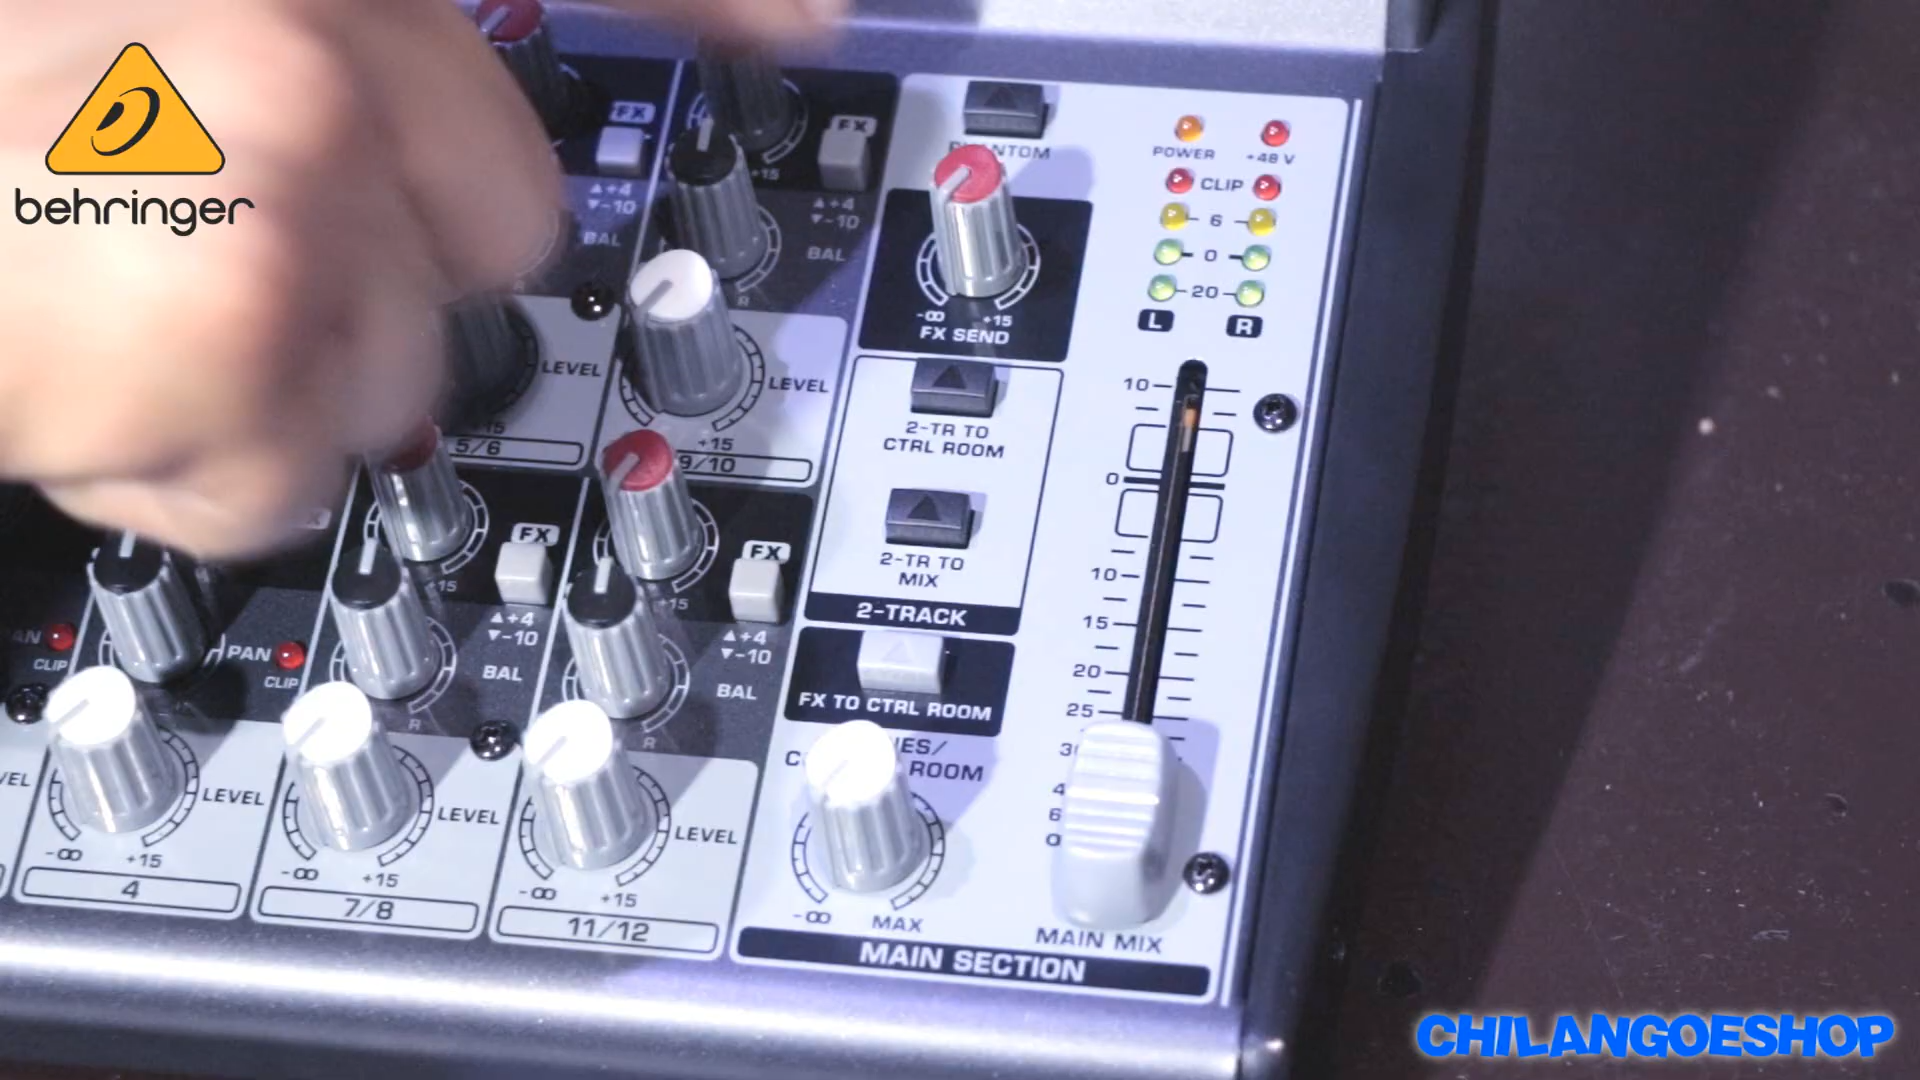 behringer
FX
FX
PHANTOM
POWER
+48 V
CLIP
6
0
20
L
R
+15
▲+4
▼-10
▲+4
▼-10
BAL
BAL
R
R
-∞
+15
FX SEND
LEVEL
LEVEL
+15
+15
5/6
9/10
2-TR TO
CTRL ROOM
2-TR TO
MIX
2-TRACK
10
0
10
15
20
25
FX
FX
+15
+15
▲+4
▼-10
▲+4
▼-10
PAN
CLIP
PAN
CLIP
BAL
BAL
R
R
FX TO CTRL ROOM
ROOM
LEVEL
LEVEL
LEVEL
-∞
+15
-∞
+15
-∞
+15
-∞
MAX
4
7/8
11/12
MAIN MIX
MAIN SECTION
CHILANGOESHOP